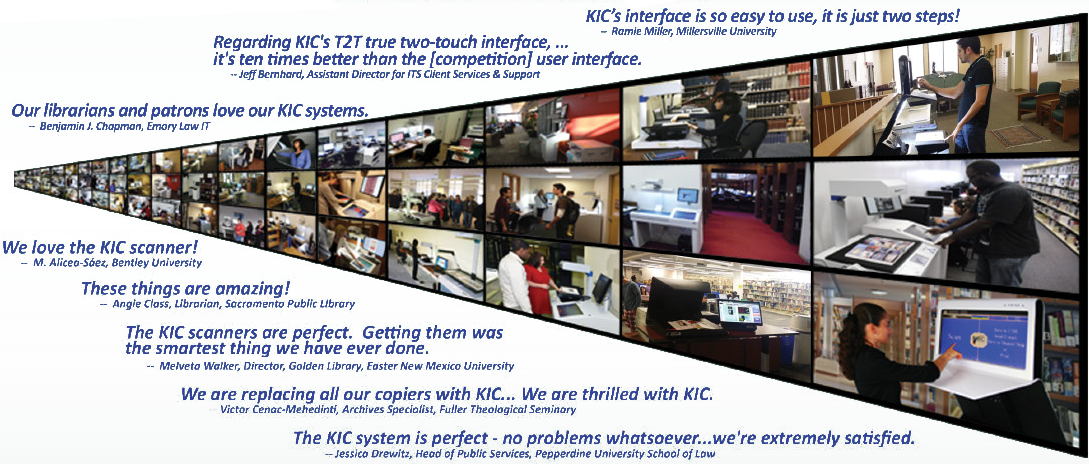 KIC's interface is so easy to use, it is just two steps!
-- Ramie Miller, Millersville University
Regarding KIC's T2T true two-touch interface, ...
it's ten times better than the [competition] user interface.
-- Jeff Bernhard, Assistant Director for ITS Client Services & Support
Our librarians and patrons love our KIC systems.
-- Benjamin J. Chapman, Emory Law IT
We love the KIC scanner!
-- M. Aliceo-Sáez, Bentley University
These things are amazing!
-- Angie Class, Librarian, Sacramento Public Library
The KIC scanners are perfect. Getting them was
the smartest thing we have ever done.
-- Melveta Walker, Director, Golden Library, Easter New Mexico University
We are replacing all our copiers with KIC... We are thrilled with KIC.
-- Victor Cenac-Mehedinti, Archives Specialist, Fuller Theological Seminary
The KIC system is perfect - no problems whatsoever...we're extremely satisfied.
-- Jessica Drewitz, Head of Public Services, Pepperdine University School of Law